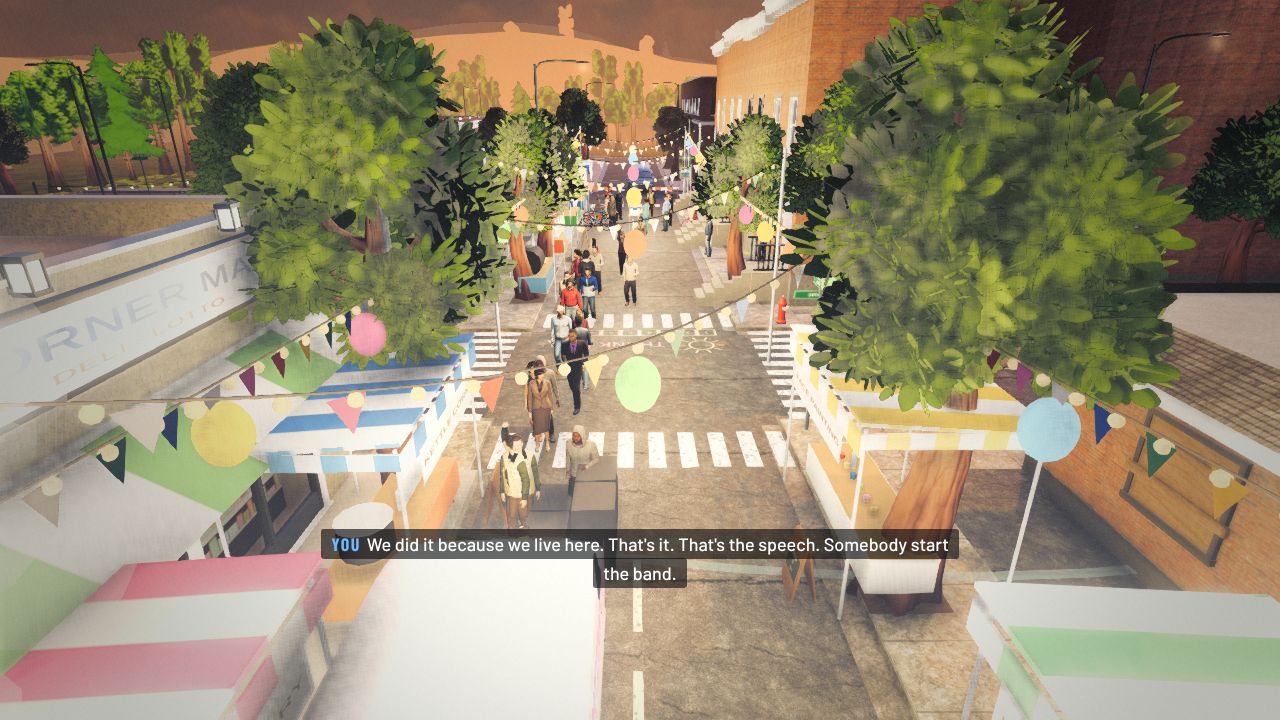 ORNER MA
DELI LOTTO
YOU We did it because we live here. That's it. That's the speech. Somebody start
the band.